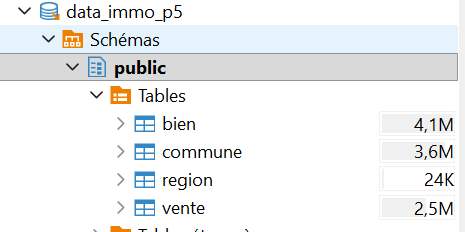 data_immo_p5
Schémas
public
Tables
bien 4,1M
commune 3,6M
region 24K
vente 2,5M